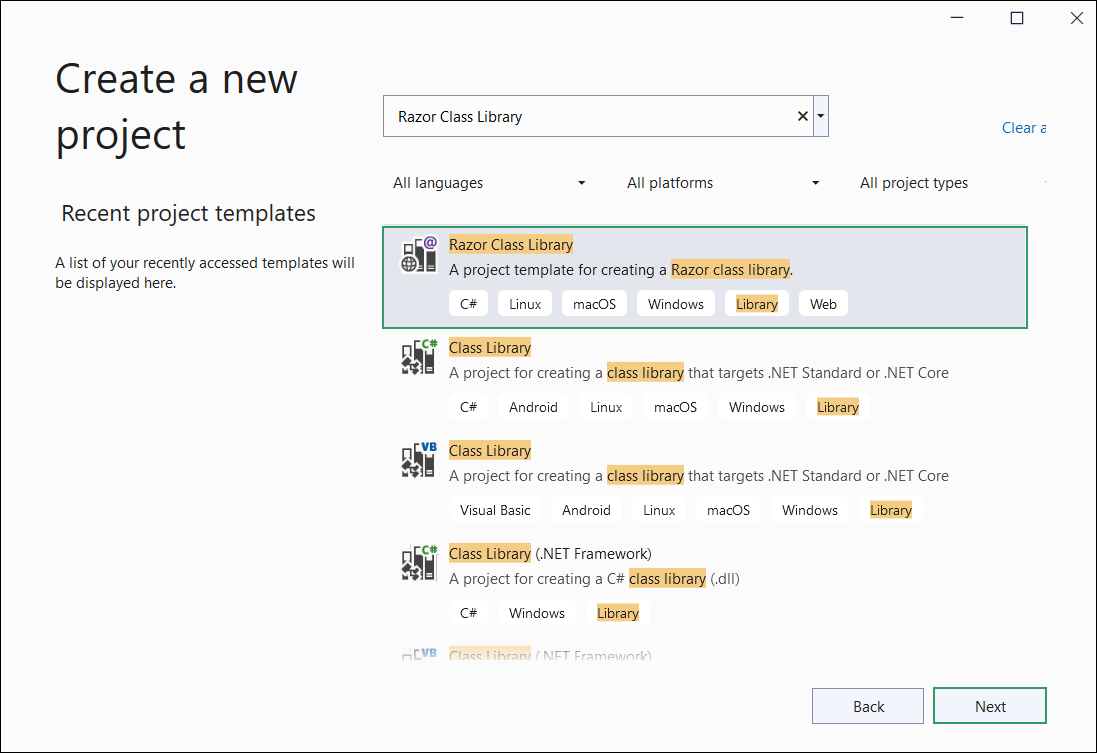 Create a new
project
Recent project templates
A list of your recently accessed templates will
be displayed here.
Razor Class Library
Clear a
All languages
All platforms
All project types
@
Razor Class Library
A project template for creating a Razor class library.
C# Linux macOS Windows Library Web
C#
Class Library
A project for creating a class library that targets .NET Standard or .NET Core
C# Android Linux macOS Windows Library
VB
Class Library
A project for creating a class library that targets .NET Standard or .NET Core
Visual Basic Android Linux macOS Windows Library
C#
Class Library (.NET Framework)
A project for creating a C# class library (.dll)
C# Windows Library
VB
Class Library (.NET Framework)
Back
Next